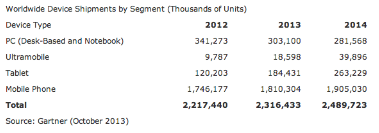 Worldwide Device Shipments by Segment (Thousands of Units)
Device Type 2012 2013 2014
PC (Desk-Based and Notebook) 341,273 303,100 281,568
Ultramobile 9,787 18,598 39,896
Tablet 120,203 184,431 263,229
Mobile Phone 1,746,177 1,810,304 1,905,030
Total 2,217,440 2,316,433 2,489,723
Source: Gartner (October 2013)